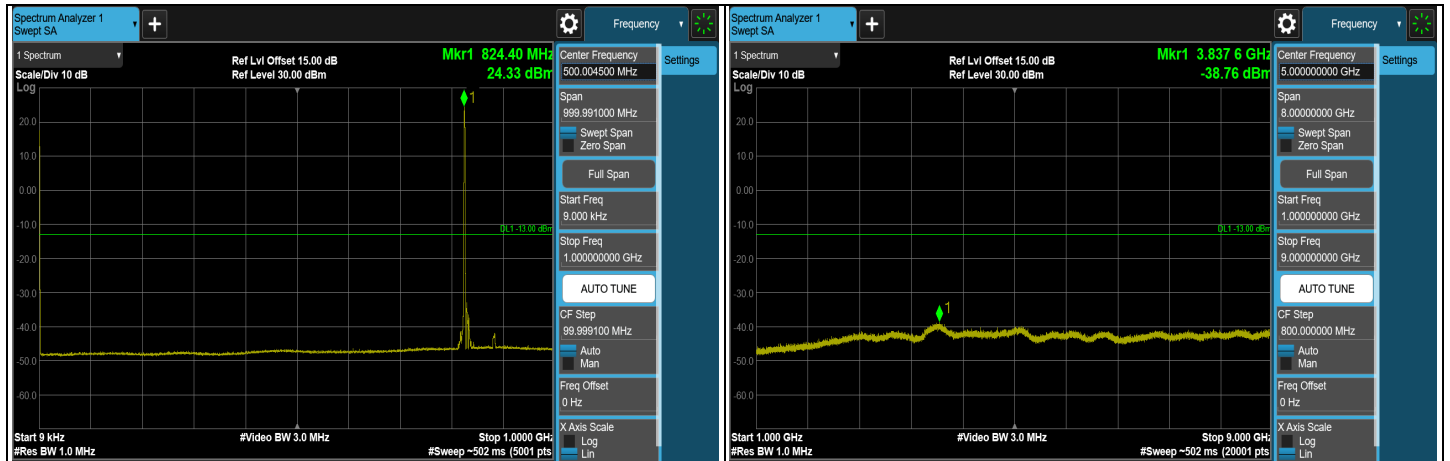 Spectrum Analyzer 1
Swept SA
+
Frequency
1 Spectrum
Scale/Div 10 dB
Log
Ref Lvl Offset 15.00 dB
Ref Level 30.00 dBm
Mkr1 824.40 MHz
24.33 dBm
1
20.0
10.0
0.00
-10.0
-20.0
-30.0
-40.0
-50.0
-60.0
DL1 -13.00 dBm
Start 9 kHz
#Res BW 1.0 MHz
#Video BW 3.0 MHz
Stop 1.0000 GHz
#Sweep ~502 ms (5001 pts
Center Frequency
500.004500 MHz
Settings
Span
999.991000 MHz
Swept Span
Zero Span
Full Span
Start Freq
9.000 kHz
Stop Freq
1.000000000 GHz
AUTO TUNE
CF Step
99.999100 MHz
Auto
Man
Freq Offset
0 Hz
X Axis Scale
Log
Lin
Spectrum Analyzer 1
Swept SA
+
Frequency
1 Spectrum
Scale/Div 10 dB
Log
Ref Lvl Offset 15.00 dB
Ref Level 30.00 dBm
Mkr1 3.837 6 GHz
-38.76 dBm
1
20.0
10.0
0.00
-10.0
-20.0
-30.0
-40.0
-50.0
-60.0
DL1 -13.00 dBm
Start 1.000 GHz
#Res BW 1.0 MHz
#Video BW 3.0 MHz
Stop 9.000 GHz
#Sweep ~502 ms (20001 pts
Center Frequency
5.000000000 GHz
Settings
Span
8.00000000 GHz
Swept Span
Zero Span
Full Span
Start Freq
1.000000000 GHz
Stop Freq
9.000000000 GHz
AUTO TUNE
CF Step
800.000000 MHz
Auto
Man
Freq Offset
0 Hz
X Axis Scale
Log
Lin